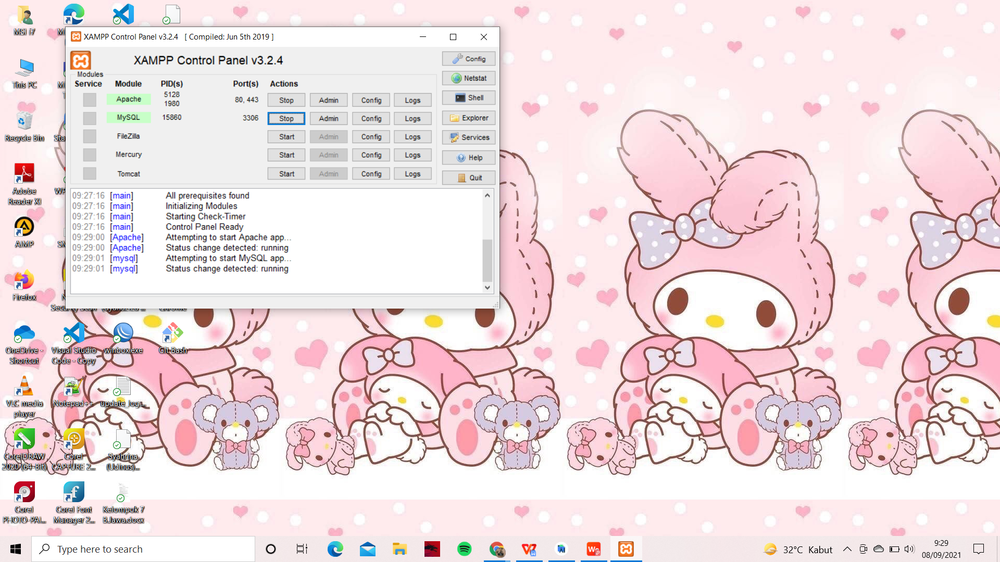 MSI i7
This PC
Recycle Bin
Adobe
Reader XI
AIMP
Firefox
OneDrive -
Shortcut
Visual Studio
Code - Copy
winbox.exe
Git Bash
VLC media
player
Notepad++
update_log...
CorelDRAW
2020 (64-Bit)
Corel
CAPTURE 2...
Syahrina
(Udinus)...
Corel
PHOTO-PAI...
Corel Font
Manager 2...
Kelompok 7
BJawa.docx
XAMPP Control Panel v3.2.4 [ Compiled: Jun 5th 2019 ]
XAMPP Control Panel v3.2.4
Modules
Service Module PID(s) Port(s) Actions
Apache 5128
1980 80, 443 Stop Admin Config Logs
MySQL 15860 3306 Stop Admin Config Logs
FileZilla Start Admin Config Logs
Mercury Start Admin Config Logs
Tomcat Start Admin Config Logs
Config
Netstat
Shell
Explorer
Services
Help
Quit
09:27:16 [main] All prerequisites found
09:27:16 [main] Initializing Modules
09:27:16 [main] Starting Check-Timer
09:27:16 [main] Control Panel Ready
09:29:00 [Apache] Attempting to start Apache app...
09:29:00 [Apache] Status change detected: running
09:29:01 [mysql] Attempting to start MySQL app...
09:29:01 [mysql] Status change detected: running
Type here to search
32°C Kabut
9:29
08/09/2021